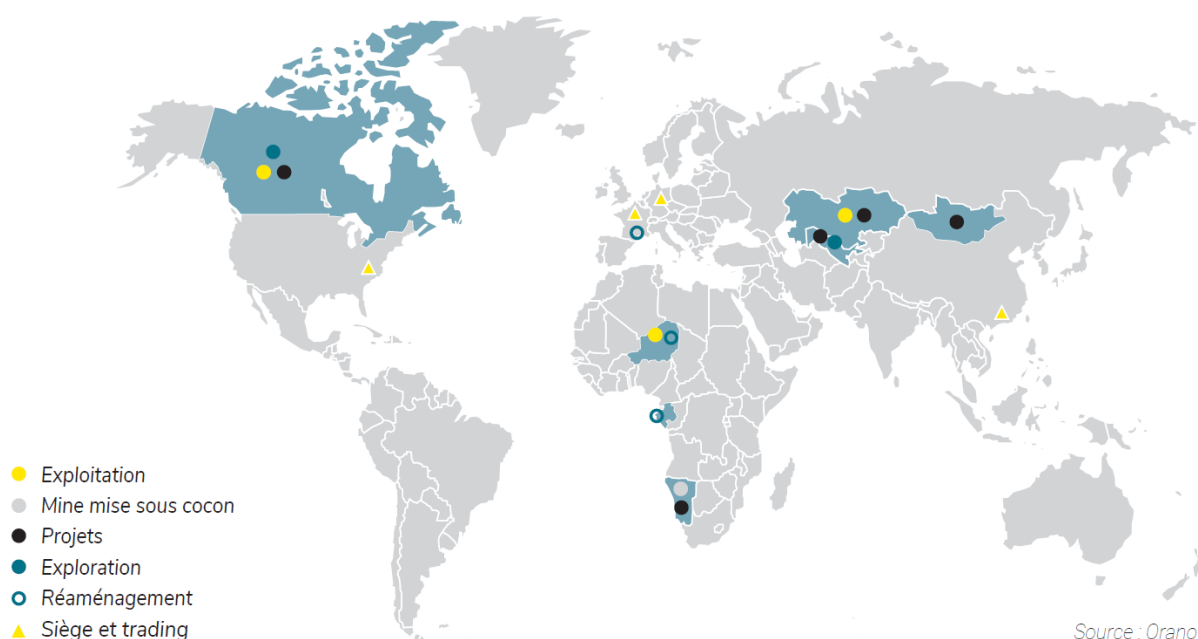 Exploitation
Mine mise sous cocon
Projets
Exploration
Réaménagement
Siège et trading
Source : Orano